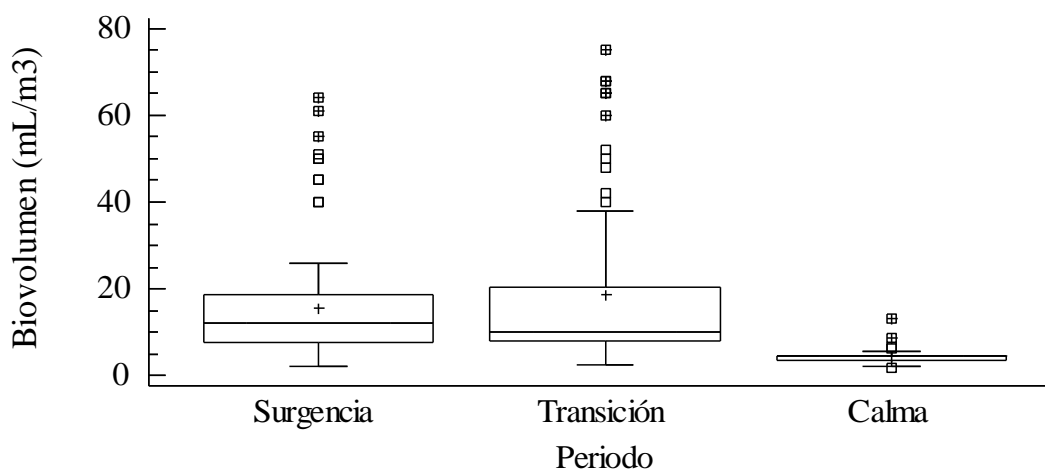 Biovolumen (mL/m3)
80
60
40
20
0
Surgencia Transición Calma
Periodo